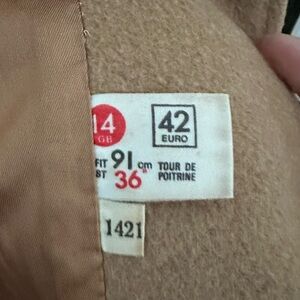 14
GB
42
EURO
FIT 91 cm TOUR DE
ST 36" POITRINE
1421